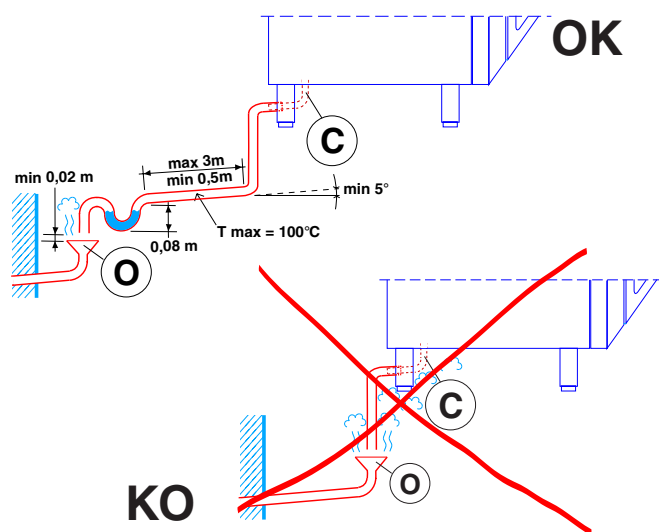 OK
C
max 3m
min 0,02 m
min 0,5m
min 5°
T max = 100°C
0,08 m
O
C
O
KO